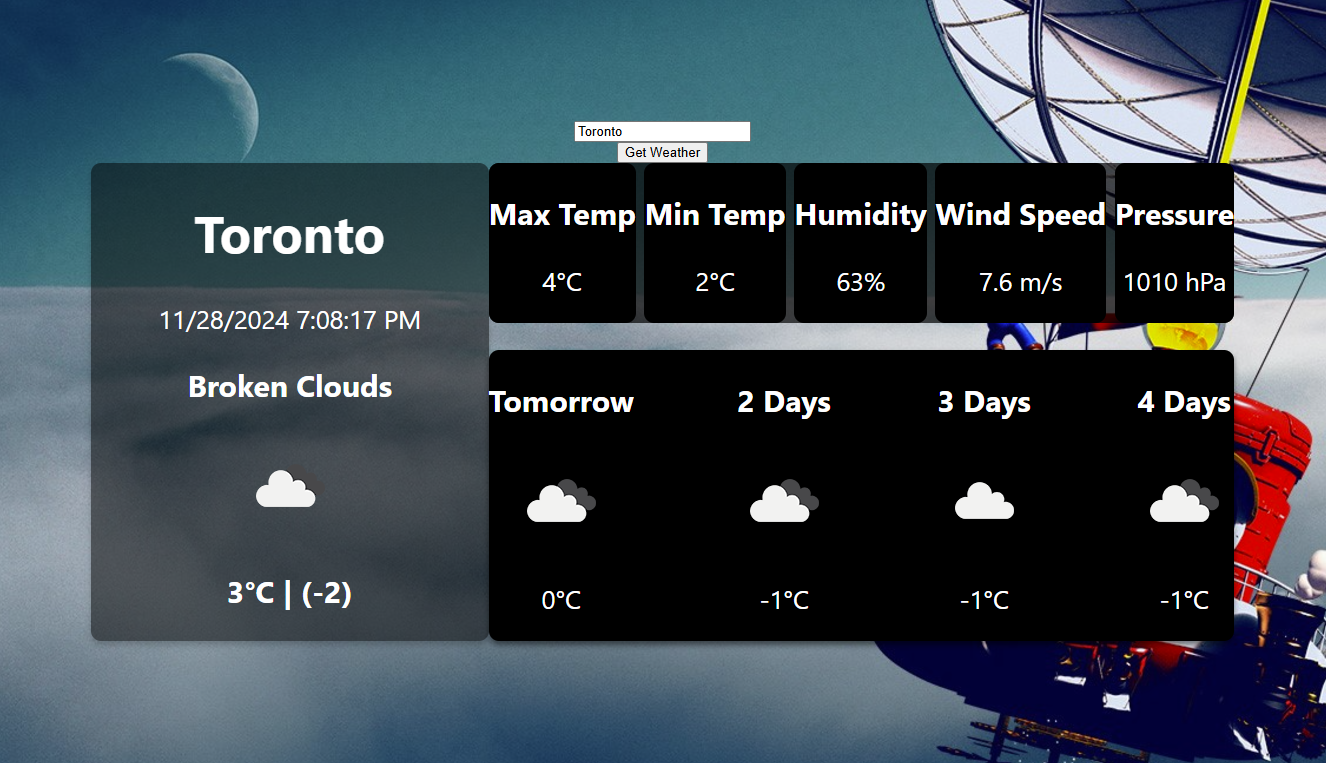 Toronto
Get Weather
Toronto
11/28/2024 7:08:17 PM
Broken Clouds
3°C | (-2)
Max Temp Min Temp Humidity Wind Speed Pressure
4°C 2°C 63% 7.6 m/s 1010 hPa
Tomorrow 2 Days 3 Days 4 Days
0°C -1°C -1°C -1°C